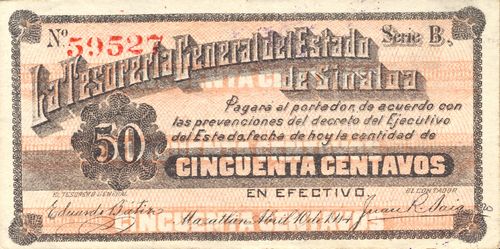 Nº 59527 Serie B.
La Tesorería General del Estado
de Sinaloa
Pagará al portador, de acuerdo con
las prevenciones del decreto del Ejecutivo
del Estado, fecha de hoy la cantidad de
50
CINCUENTA CENTAVOS
EN EFECTIVO.
EL TESORERO GENERAL EL CONTADOR
Mazatlán, Abril 10 de 1914